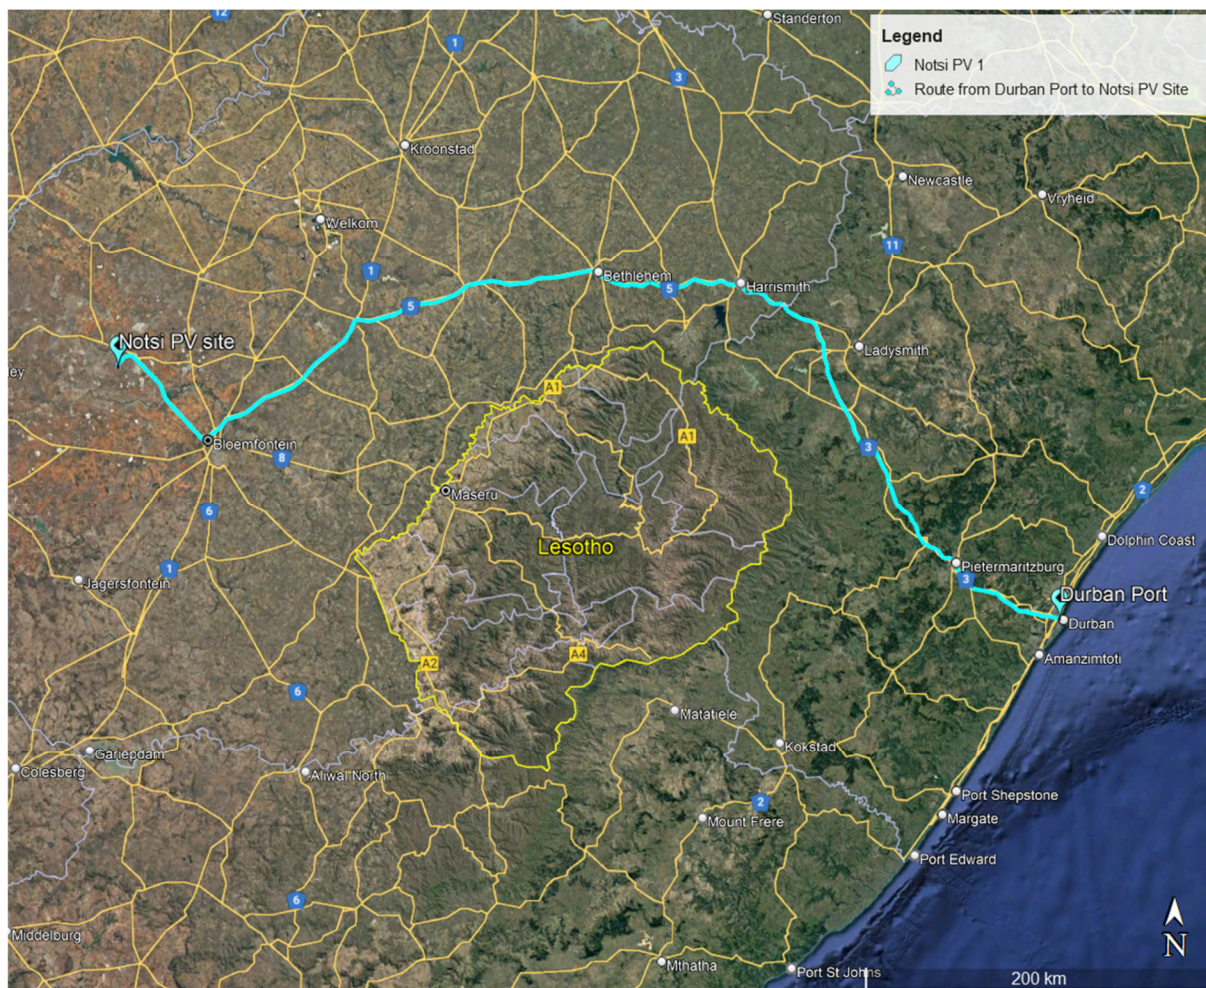 12
Standerton
Legend
Notsi PV 1
Route from Durban Port to Notsi PV Site
1
3
Kroonstad
Newcastle
Vryheid
Welkom
11
1
Bethlehem
Harrismith
5
5
Notsi PV site
Ladysmith
ey
A1
Bloemfontein
A1
3
8
Maseru
2
6
Dolphin Coast
Lesotho
1
Pietermaritzburg
Jagersfontein
3
Durban Port
Durban
A4
Amanzimtoti
A2
6
Matatiele
Kokstad
Gariepdam
Colesberg
Aliwal North
Port Shepstone
2
Margate
Mount Frere
Port Edward
6
N
Middelburg
Mthatha
Port St Johns
200 km